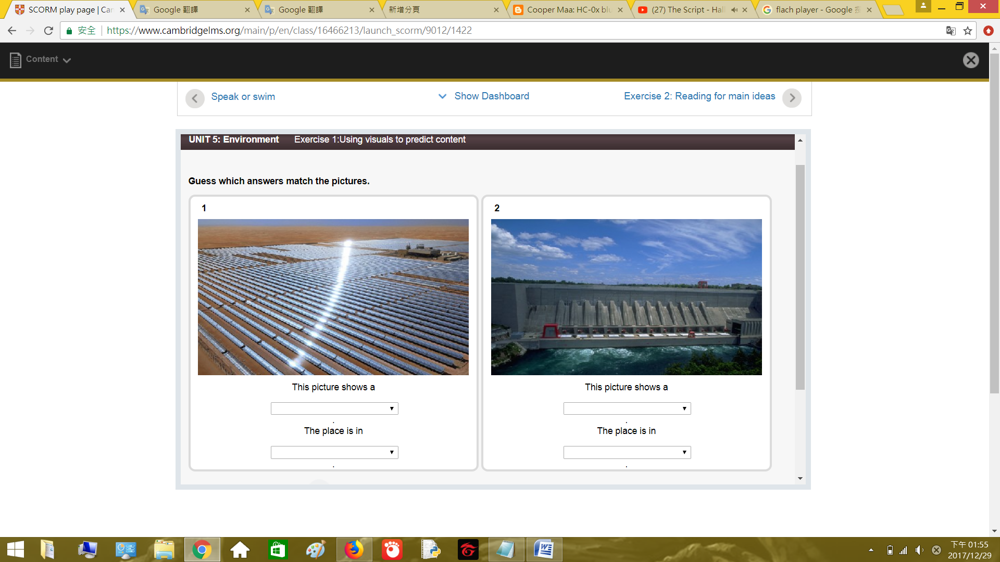 SCORM play page | Car
Google 翻譯
Google 翻譯
新增分頁
Cooper Maa: HC-0x blu
(27) The Script - Hall
flach player - Google 搜
安全
https://www.cambridgelms.org/main/p/en/class/16466213/launch_scorm/9012/1422
Content
Speak or swim
Show Dashboard
Exercise 2: Reading for main ideas
UNIT 5: Environment Exercise 1:Using visuals to predict content
Guess which answers match the pictures.
1
2
This picture shows a
.
The place is in
.
This picture shows a
.
The place is in
.
下午 01:55
2017/12/29